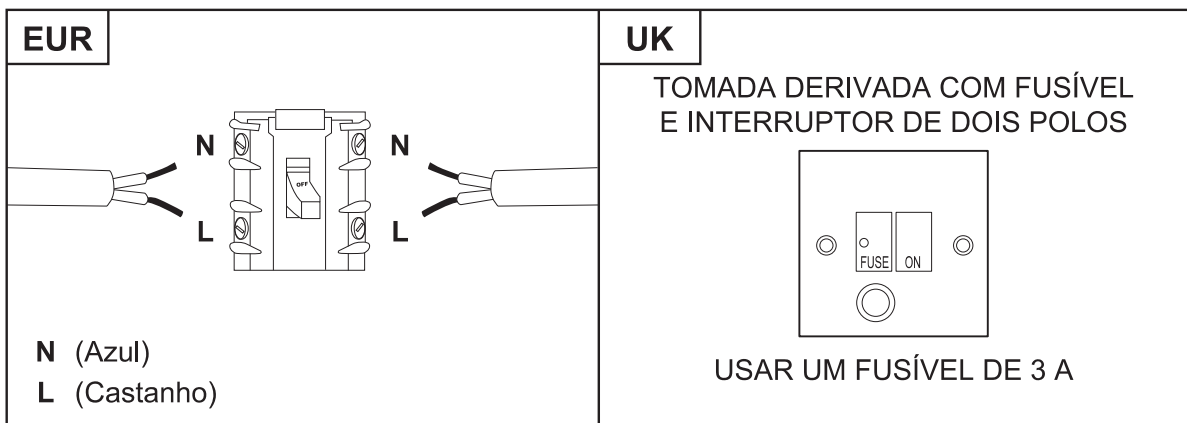 EUR
N
N
OFF
L
L
N (Azul)
L (Castanho)
UK
TOMADA DERIVADA COM FUSÍVEL
E INTERRUPTOR DE DOIS POLOS
FUSE
ON
USAR UM FUSÍVEL DE 3 A